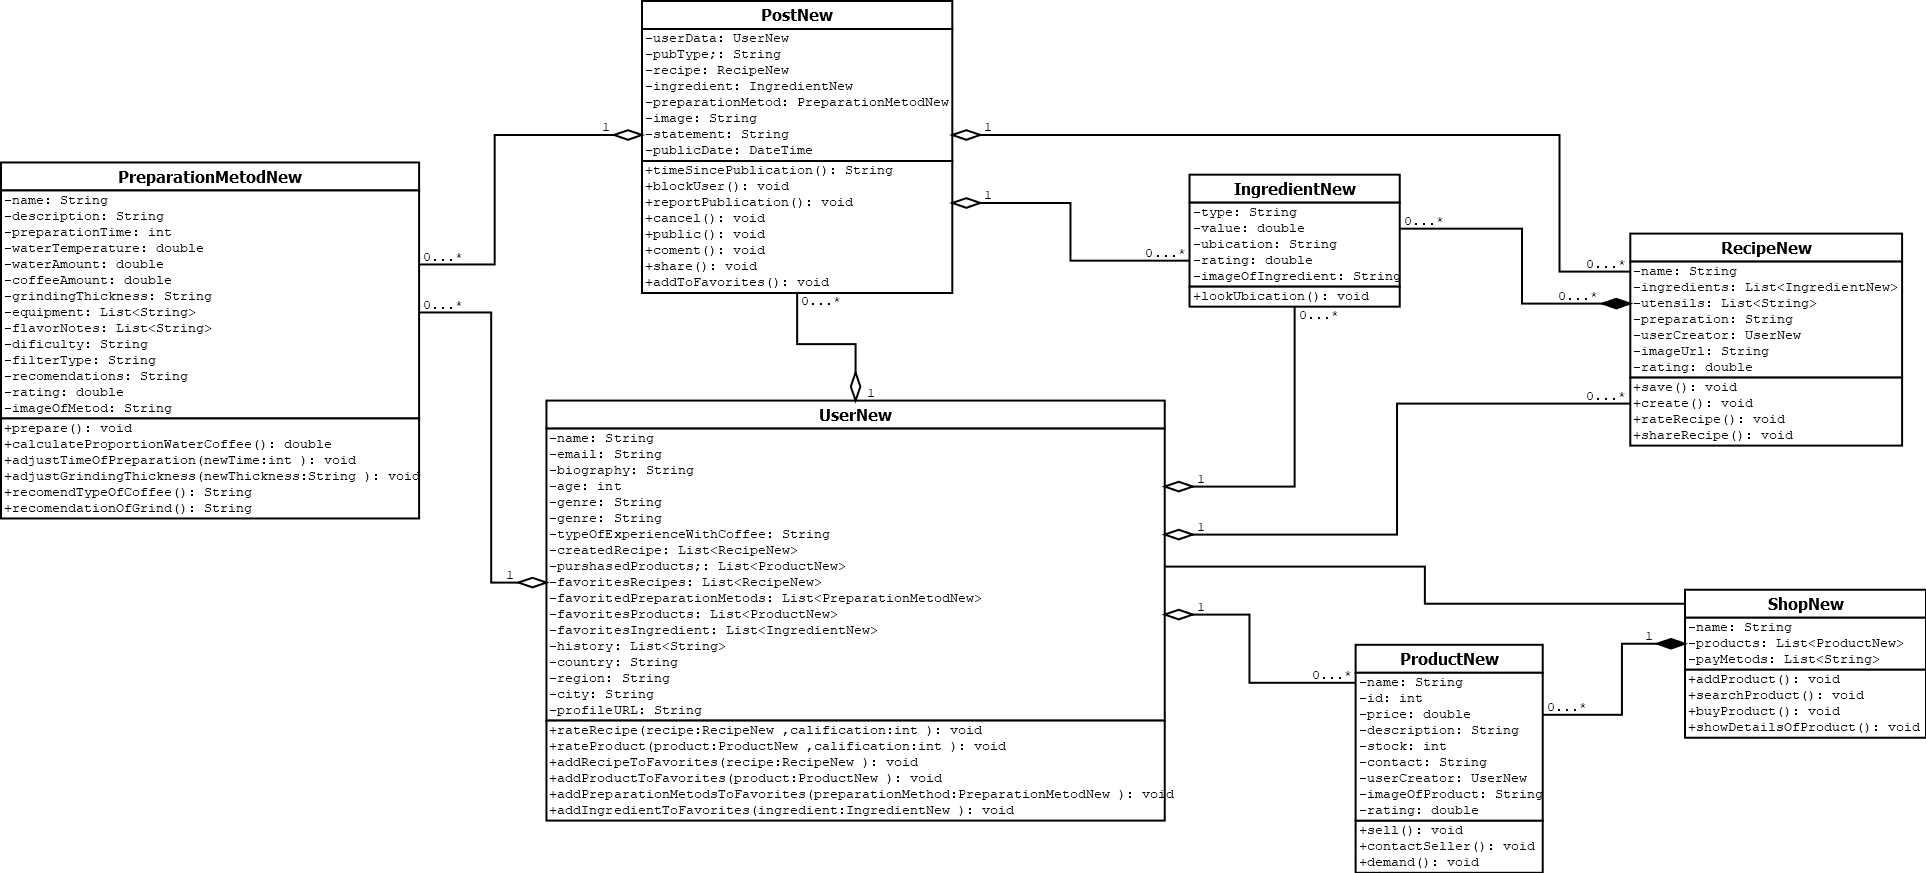 PostNew
-userData: UserNew
-pubType;: String
-recipe: RecipeNew
-ingredient: IngredientNew
-preparationMetod: PreparationMetodNew
-image: String
-statement: String
-publicDate: DateTime
+timeSincePublication(): String
+blockUser(): void
+reportPublication(): void
+cancel(): void
+public(): void
+coment(): void
+share(): void
+addToFavorites(): void
1
1
1
0...*
PreparationMetodNew
-name: String
-description: String
-preparationTime: int
-waterTemperature: double
-waterAmount: double
-coffeeAmount: double
-grindingThickness: String
-equipment: List<String>
-flavorNotes: List<String>
-dificulty: String
-filterType: String
-recomendations: String
-rating: double
-imageOfMetod: String
+prepare(): void
+calculateProportionWaterCoffee(): double
+adjustTimeOfPreparation(newTime:int ): void
+adjustGrindingThickness(newThickness:String ): void
+recomendTypeOfCoffee(): String
+recomendationOfGrind(): String
0...*
0...*
IngredientNew
-type: String
-value: double
-ubication: String
-rating: double
-imageOfIngredient: String
+lookUbication(): void
0...*
0...*
0...*
RecipeNew
-name: String
-ingredients: List<IngredientNew>
-utensils: List<String>
-preparation: String
-userCreator: UserNew
-imageUrl: String
-rating: double
+save(): void
+create(): void
+rateRecipe(): void
+shareRecipe(): void
0...*
0...*
0...*
UserNew
-name: String
-email: String
-biography: String
-age: int
-genre: String
-genre: String
-typeOfExperienceWithCoffee: String
-createdRecipe: List<RecipeNew>
-purshasedProducts;: List<ProductNew>
-favoritesRecipes: List<RecipeNew>
-favoritedPreparationMetods: List<PreparationMetodNew>
-favoritesProducts: List<ProductNew>
-favoritesIngredient: List<IngredientNew>
-history: List<String>
-country: String
-region: String
-city: String
-profileURL: String
+rateRecipe(recipe:RecipeNew ,calification:int ): void
+rateProduct(product:ProductNew ,calification:int ): void
+addRecipeToFavorites(recipe:RecipeNew ): void
+addProductToFavorites(product:ProductNew ): void
+addPreparationMetodsToFavorites(preparationMethod:PreparationMetodNew ): void
+addIngredientToFavorites(ingredient:IngredientNew ): void
1
1
1
1
1
ProductNew
-name: String
-id: int
-price: double
-description: String
-stock: int
-contact: String
-userCreator: UserNew
-imageOfProduct: String
-rating: double
+sell(): void
+contactSeller(): void
+demand(): void
0...*
0...*
ShopNew
-name: String
-products: List<ProductNew>
-payMetods: List<String>
+addProduct(): void
+searchProduct(): void
+buyProduct(): void
+showDetailsOfProduct(): void
1